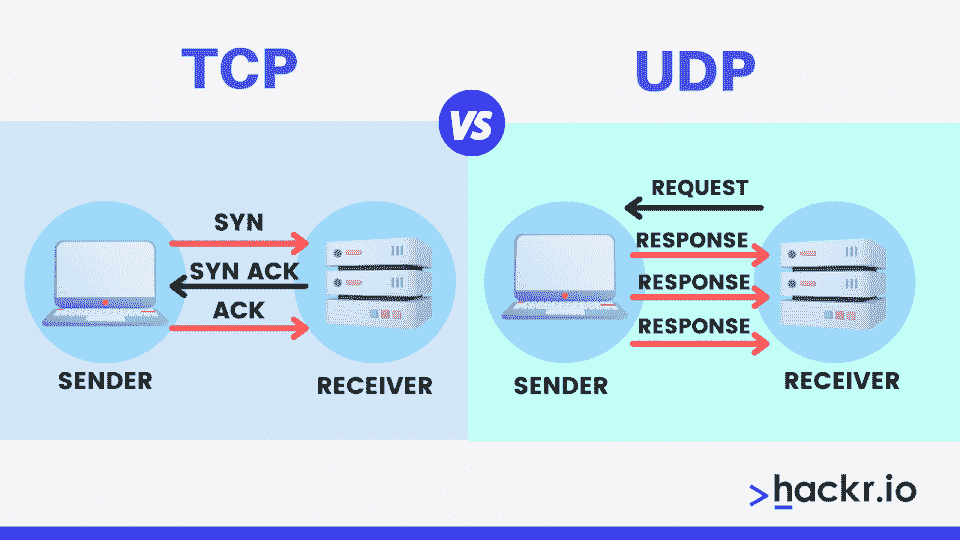 TCP
UDP
VS
SYN
SYN ACK
ACK
SENDER
RECEIVER
REQUEST
RESPONSE
RESPONSE
RESPONSE
SENDER
RECEIVER
>hackr.io